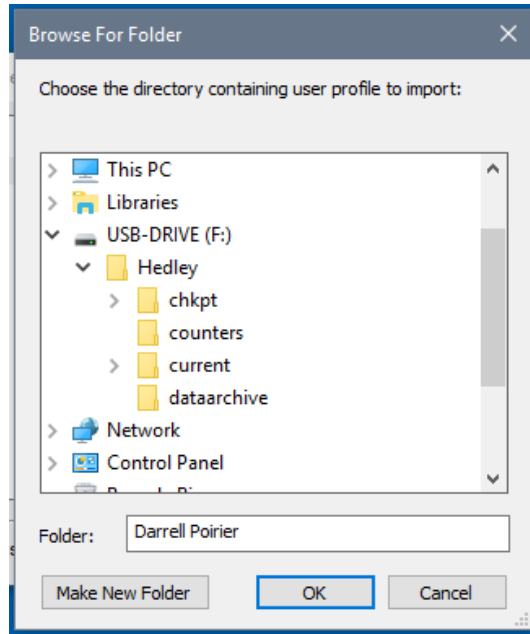 Browse For Folder
Choose the directory containing user profile to import:
This PC
Libraries
USB-DRIVE (F:)
Hedley
chkpt
counters
current
dataarchive
Network
Control Panel
Folder: Darrell Poirier
Make New Folder OK Cancel